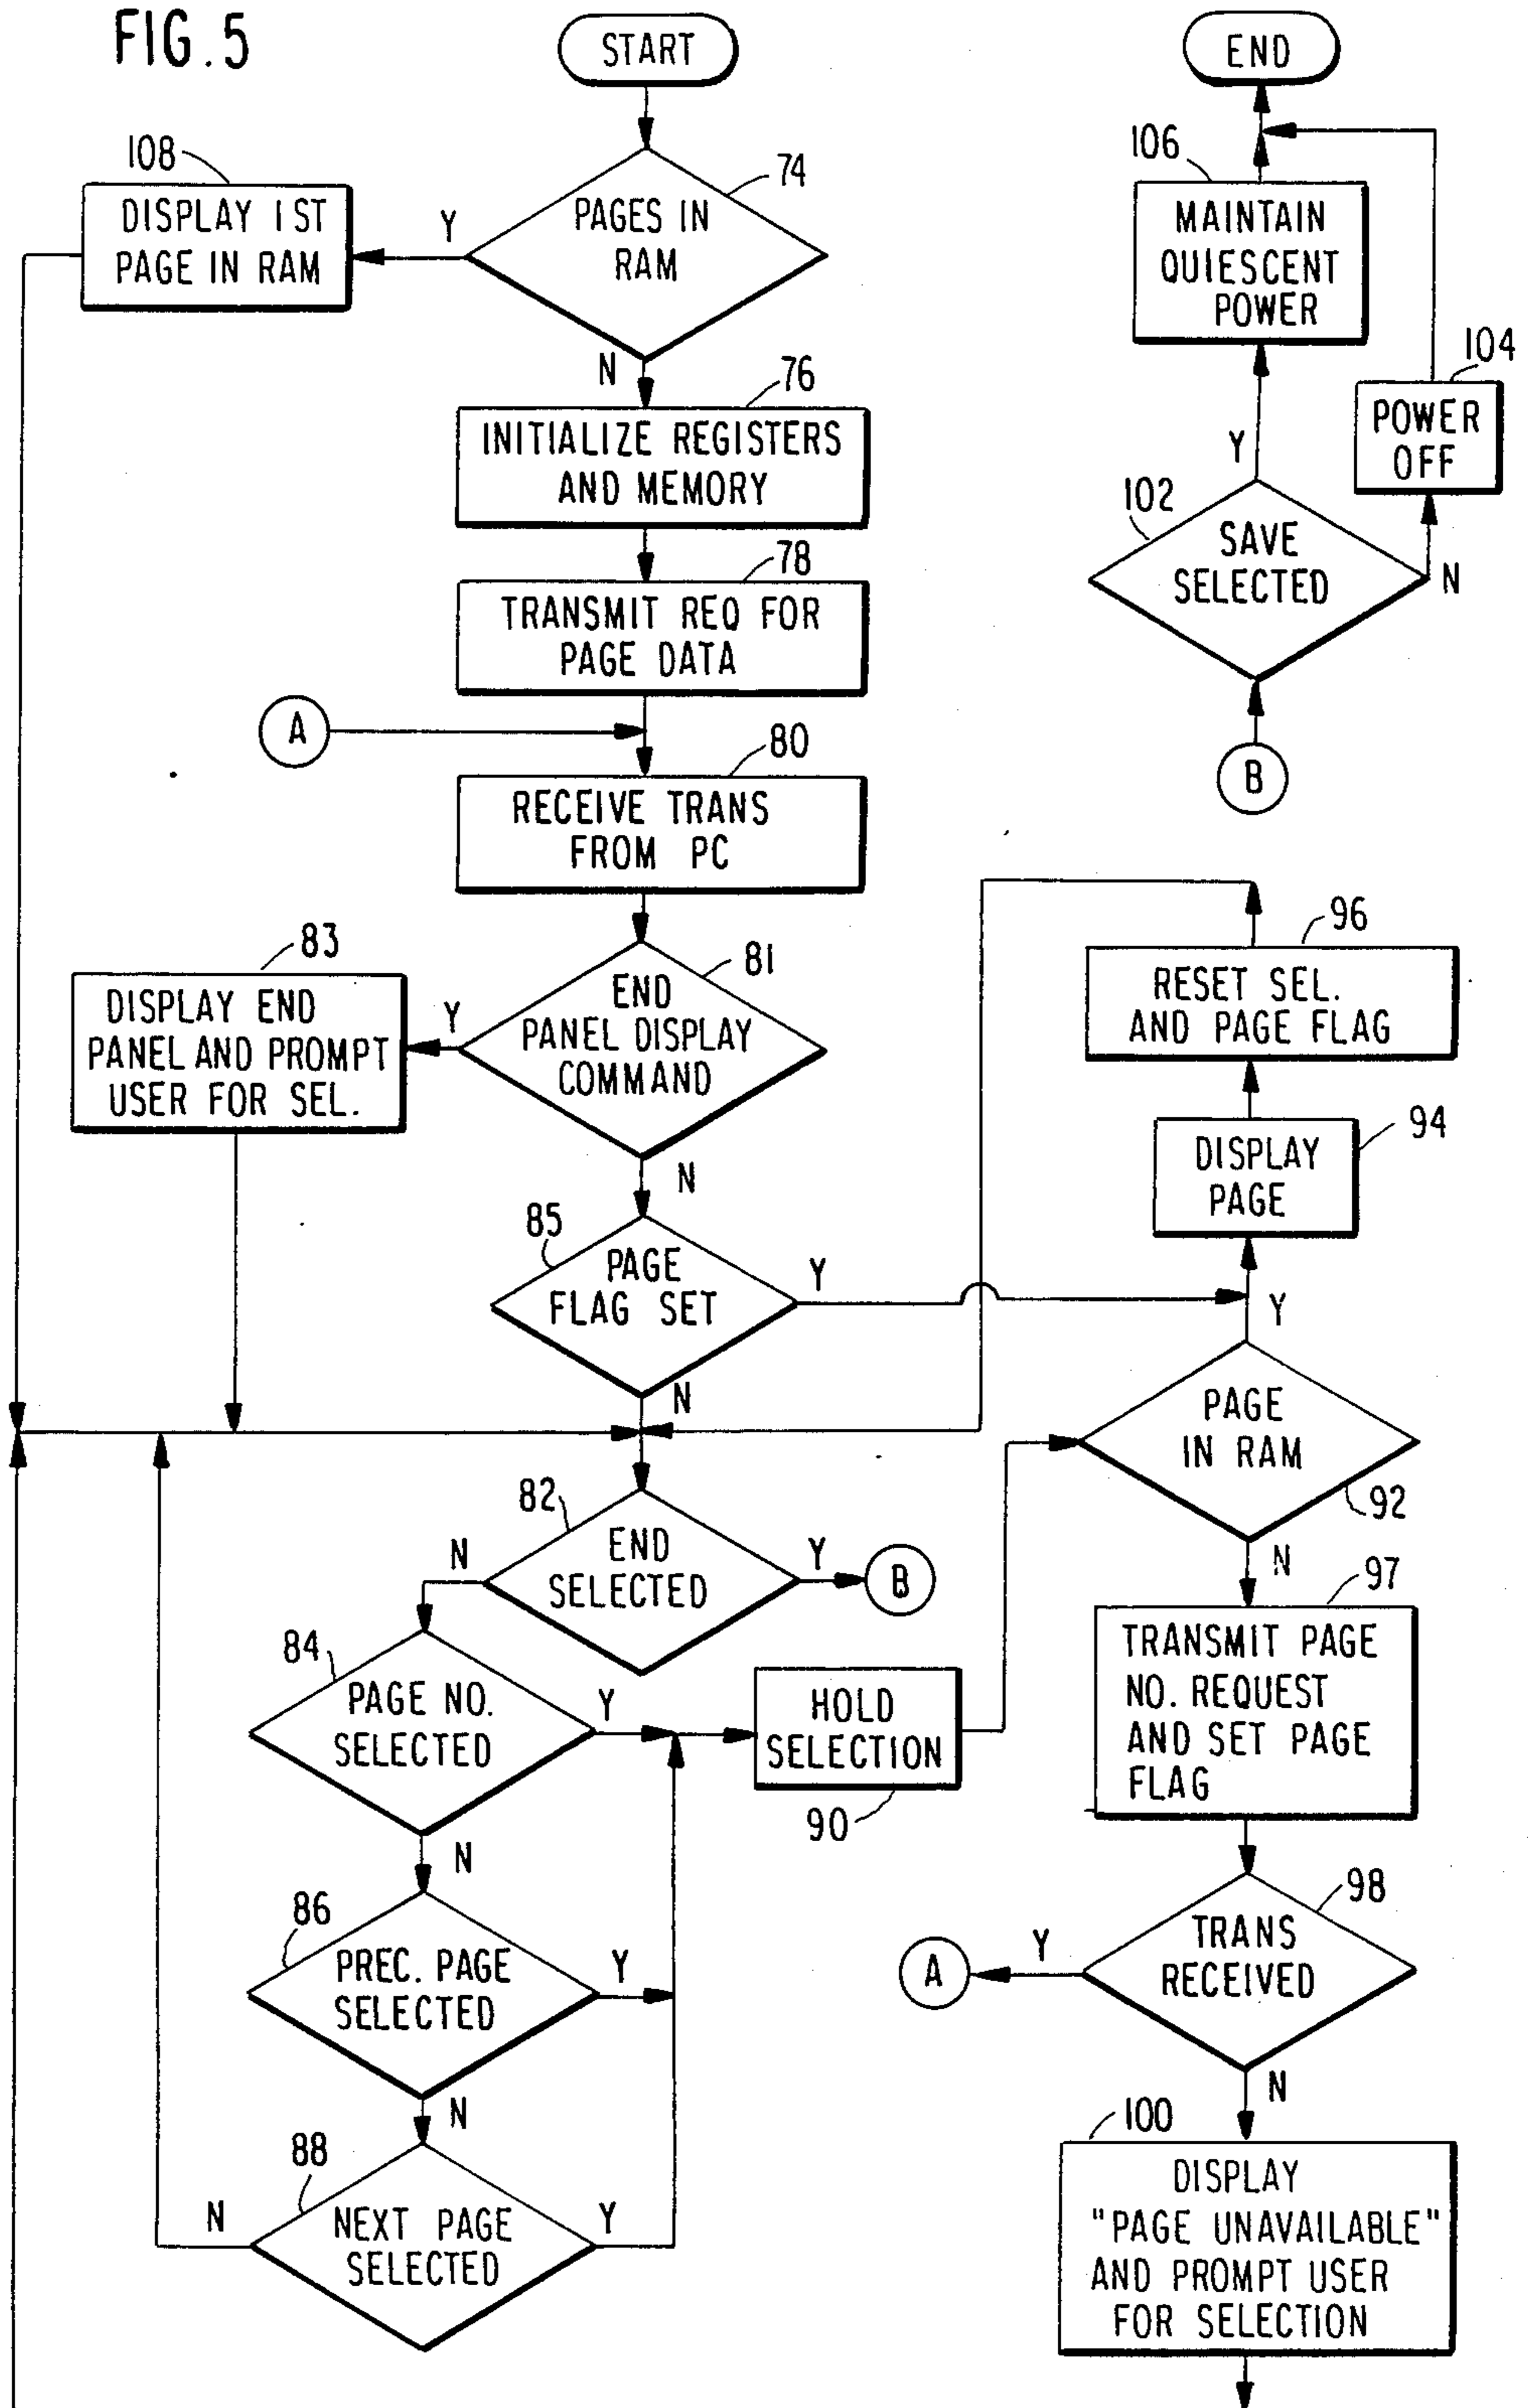 FIG. 5
START
74
PAGES IN
RAM
Y
N
108
DISPLAY 1ST
PAGE IN RAM
76
INITIALIZE REGISTERS
AND MEMORY
78
TRANSMIT REQ FOR
PAGE DATA
A
80
RECEIVE TRANS
FROM PC
81
END
PANEL DISPLAY
COMMAND
Y
N
83
DISPLAY END
PANEL AND PROMPT
USER FOR SEL.
85
PAGE
FLAG SET
Y
N
82
END
SELECTED
N
Y
B
84
PAGE NO.
SELECTED
Y
N
86
PREC. PAGE
SELECTED
Y
N
88
NEXT PAGE
SELECTED
N
Y
HOLD
SELECTION
90
END
106
MAINTAIN
QUIESCENT
POWER
104
POWER
OFF
Y
102
SAVE
SELECTED
N
B
96
RESET SEL.
AND PAGE FLAG
94
DISPLAY
PAGE
Y
PAGE
IN RAM
92
N
97
TRANSMIT PAGE
NO. REQUEST
AND SET PAGE
FLAG
98
TRANS
RECEIVED
Y
A
N
100
DISPLAY
"PAGE UNAVAILABLE"
AND PROMPT USER
FOR SELECTION